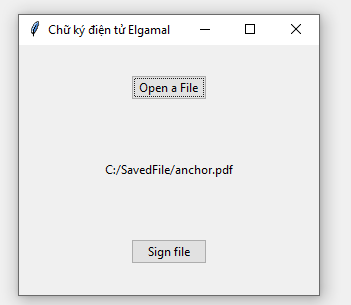 Chữ ký điện tử Elgamal
Open a File
C:/SavedFile/anchor.pdf
Sign file